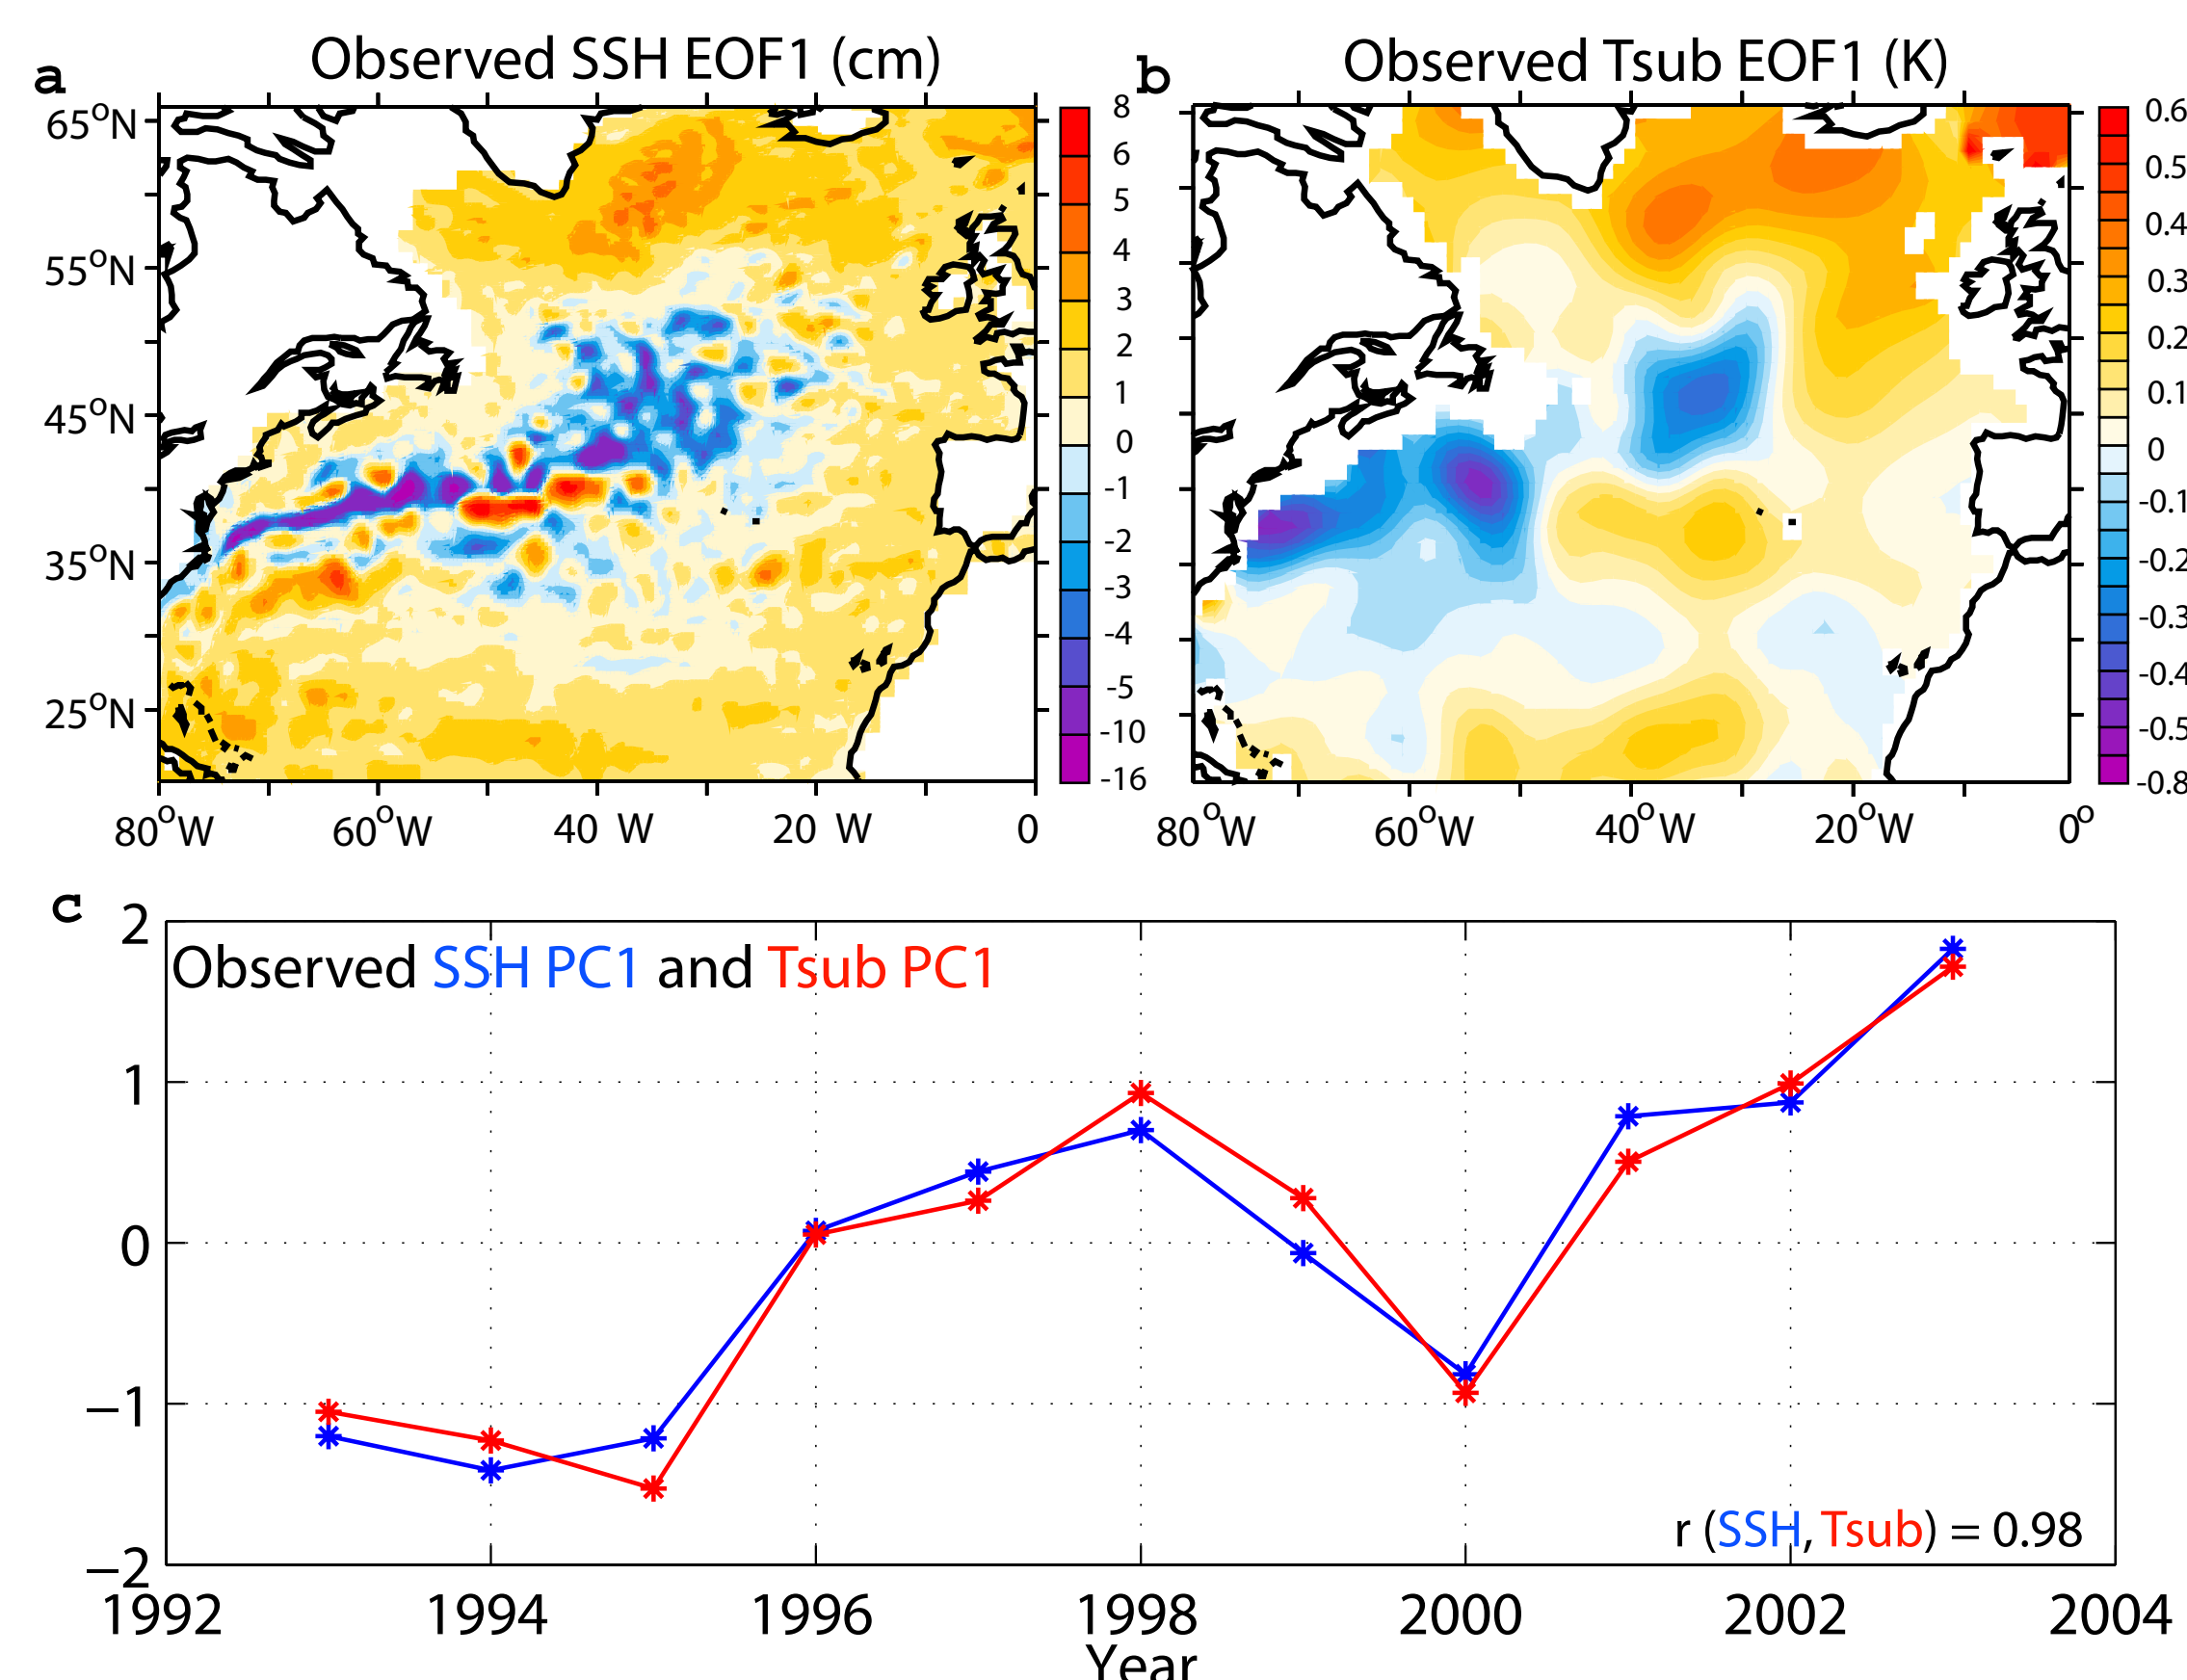 a
Observed SSH EOF1 (cm)
65°N
55°N
45°N
35°N
25°N
80°W
60°W
40 W
20 W
0
8
6
5
4
3
2
1
0
-1
-2
-3
-4
-5
-10
-16
b
Observed Tsub EOF1 (K)
80°W
60°W
40°W
20°W
0°
0.6
0.5
0.4
0.3
0.2
0.1
0
-0.1
-0.2
-0.3
-0.4
-0.5
-0.8
c
Observed SSH PC1 and Tsub PC1
2
1
0
−1
−2
r (SSH, Tsub) = 0.98
1992
1994
1996
1998
2000
2002
2004
Year